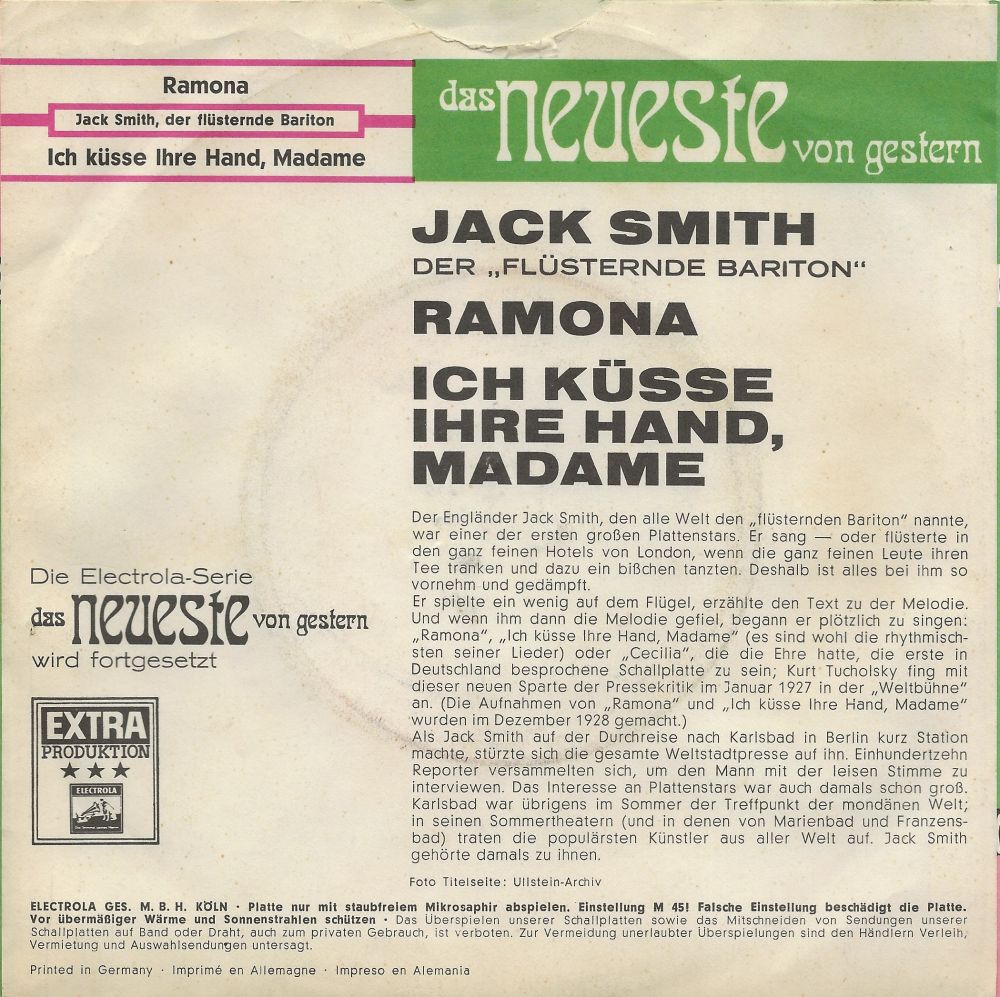 Ramona
Jack Smith, der flüsternde Bariton
Ich küsse Ihre Hand, Madame
das neueste von gestern
JACK SMITH
DER „FLÜSTERNDE BARITON“
RAMONA
ICH KÜSSE
IHRE HAND,
MADAME
Der Engländer Jack Smith, den alle Welt den „flüsternden Bariton“ nannte,
war einer der ersten großen Plattenstars. Er sang — oder flüsterte in
den ganz feinen Hotels von London, wenn die ganz feinen Leute ihren
Tee tranken und dazu ein bißchen tanzten. Deshalb ist alles bei ihm so
vornehm und gedämpft.
Er spielte ein wenig auf dem Flügel, erzählte den Text zu der Melodie.
Und wenn ihm dann die Melodie gefiel, begann er plötzlich zu singen:
„Ramona“, „Ich küsse Ihre Hand, Madame“ (es sind wohl die rhythmisch-
sten seiner Lieder) oder „Cecilia“, die die Ehre hatte, die erste in
Deutschland besprochene Schallplatte zu sein; Kurt Tucholsky fing mit
dieser neuen Sparte der Pressekritik im Januar 1927 in der „Weltbühne“
an. (Die Aufnahmen von „Ramona“ und „Ich küsse Ihre Hand, Madame“
wurden im Dezember 1928 gemacht.)
Als Jack Smith auf der Durchreise nach Karlsbad in Berlin kurz Station
machte, stürzte sich die gesamte Weltstadtpresse auf ihn. Einhundertzehn
Reporter versammelten sich, um den Mann mit der leisen Stimme zu
interviewen. Das Interesse an Plattenstars war auch damals schon groß.
Karlsbad war übrigens im Sommer der Treffpunkt der mondänen Welt;
in seinen Sommertheatern (und in denen von Marienbad und Franzens-
bad) traten die populärsten Künstler aus aller Welt auf. Jack Smith
gehörte damals zu ihnen.
Foto Titelseite: Ullstein-Archiv
Die Electrola-Serie
das neueste von gestern
wird fortgesetzt
EXTRA
PRODUKTION
ELECTROLA
Die Stimme seines Herrn
ELECTROLA GES. M. B. H. KÖLN · Platte nur mit staubfreiem Mikrosaphir abspielen. Einstellung M 45! Falsche Einstellung beschädigt die Platte.
Vor übermäßiger Wärme und Sonnenstrahlen schützen · Das Überspielen unserer Schallplatten sowie das Mitschneiden von Sendungen unserer
Schallplatten auf Band oder Draht, auch zum privaten Gebrauch, ist verboten. Zur Vermeidung unerlaubter Überspielungen sind den Händlern Verleih,
Vermietung und Auswahlsendungen untersagt.
Printed in Germany · Imprimé en Allemagne · Impreso en Alemania